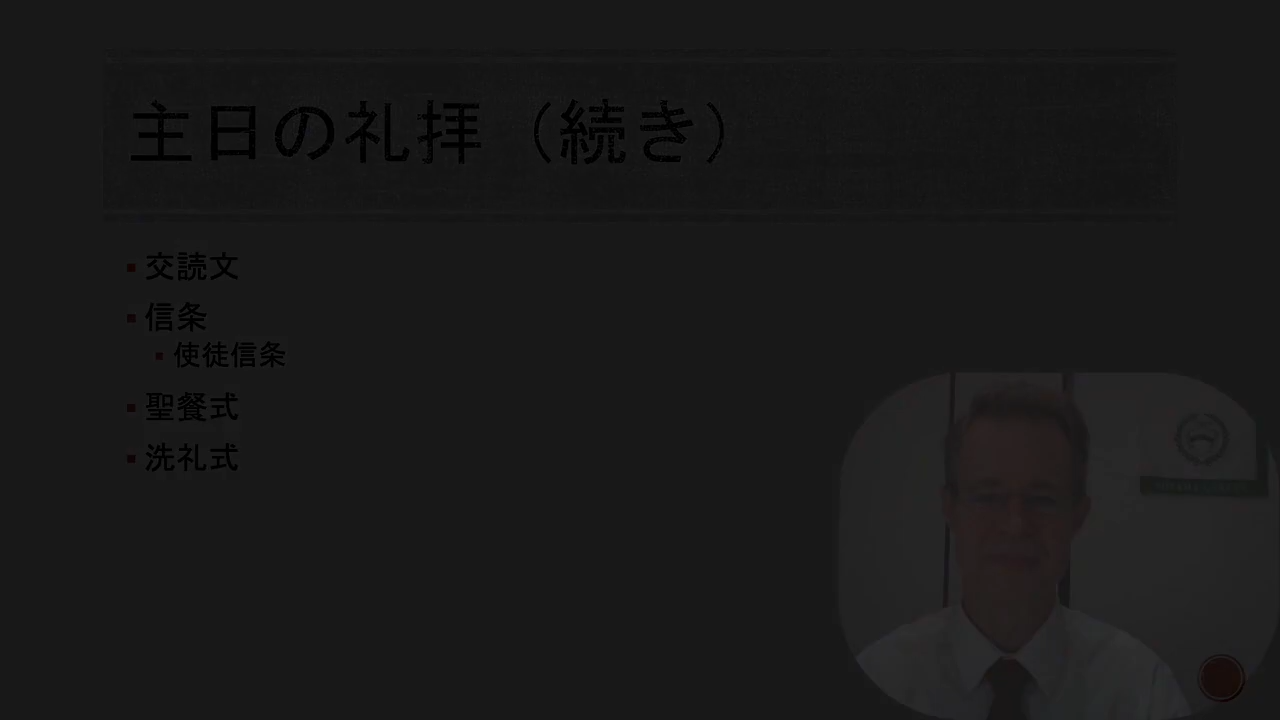 主日の礼拝（続き）
交読文
信条
使徒信条
聖餐式
洗礼式